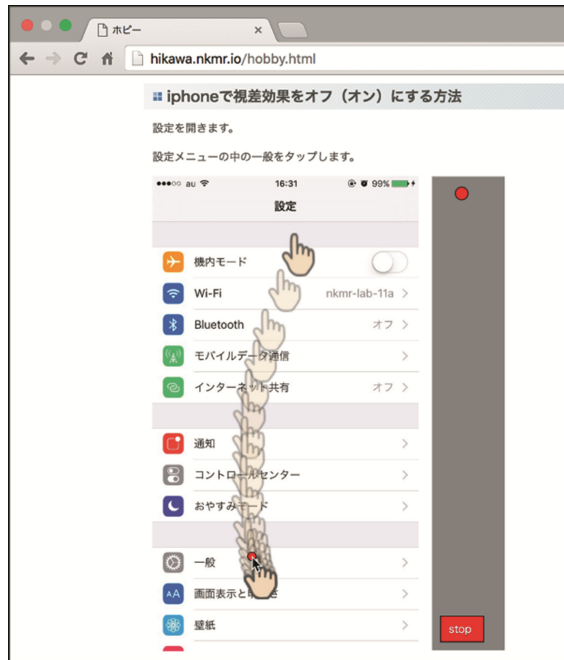 ホビー
hikawa.nkmr.io/hobby.html
iphoneで視差効果をオフ（オン）にする方法
設定を開きます。
設定メニューの中の一般をタップします。
au 16:31 99%
設定
機内モード
Wi-Fi nkmr-lab-11a
Bluetooth オフ
モバイルデータ通信
インターネット共有 オフ
通知
コントロールセンター
おやすみモード
一般
AA 画面表示と明るさ
壁紙
stop